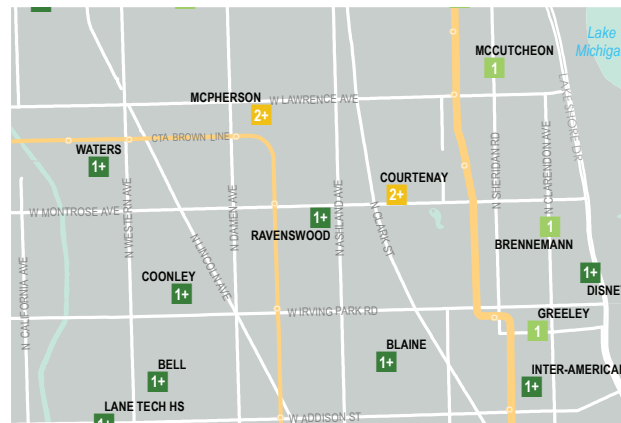 Lake
Michiga
MCCUTCHEON
1
MCPHERSON
2+
W LAWRENCE AVE
LAKE SHORE DR
CTA BROWN LINE
WATERS
1+
N WESTERN AVE
N DAMEN AVE
N ASHLAND AVE
N CLARK ST
N SHERIDAN RD
N CLARENDON AVE
COURTENAY
2+
W MONTROSE AVE
1+
RAVENSWOOD
1
BRENNEMANN
N LINCOLN AVE
N CALIFORNIA AVE
COONLEY
1+
1+
DISNE
W IRVING PARK RD
GREELEY
1
BLAINE
1+
BELL
1+
INTER-AMERICA
1+
LANE TECH HS
1+
W ADDISON ST